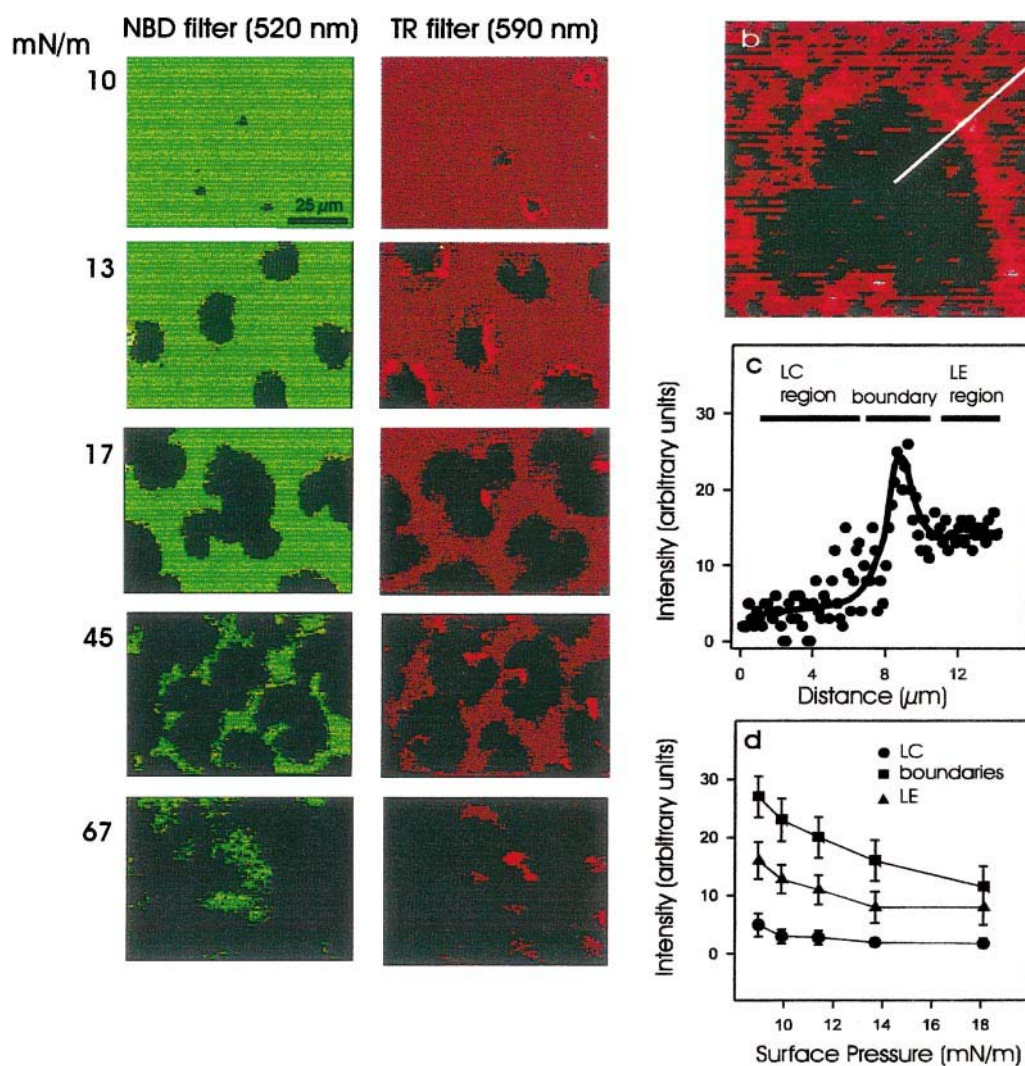 mN/m
NBD filter (520 nm)
TR filter (590 nm)
10
25 µm
13
17
45
67
b
c
LC region
boundary
LE region
30
20
10
0
Intensity (arbitrary units)
0 4 8 12
Distance (µm)
d
LC
boundaries
LE
30
20
10
0
Intensity (arbitrary units)
10 12 14 16 18
Surface Pressure (mN/m)